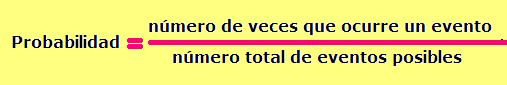 número de veces que ocurre un evento
Probabilidad =
número total de eventos posibles